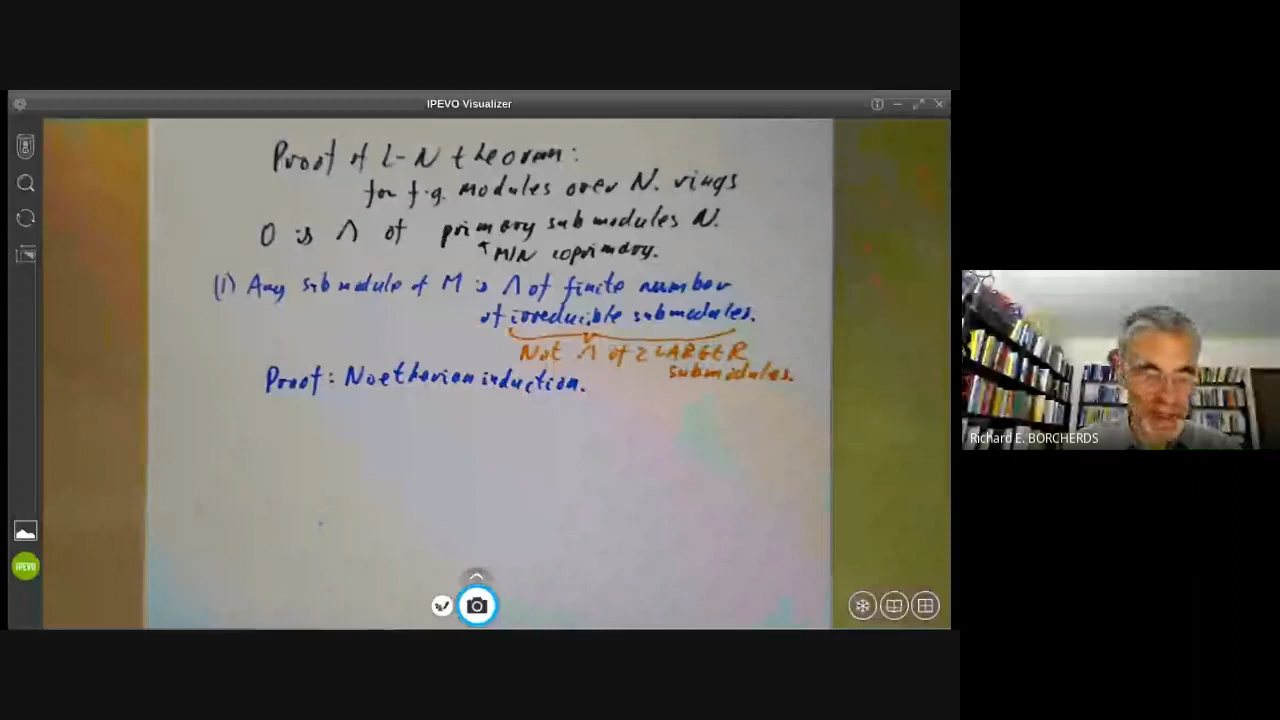 IPEVO Visualizer
Proof of L-N theorem:
for f.g. modules over N. rings
0 is ∩ of primary submodules N.
↑ M/N coprimary.
(1) Any submodule of M is ∩ of finite number
of irreducible submodules.
Not ∩ of 2 LARGER
submodules.
Proof: Noetherian induction.
Richard E. BORCHERDS
IPEVO